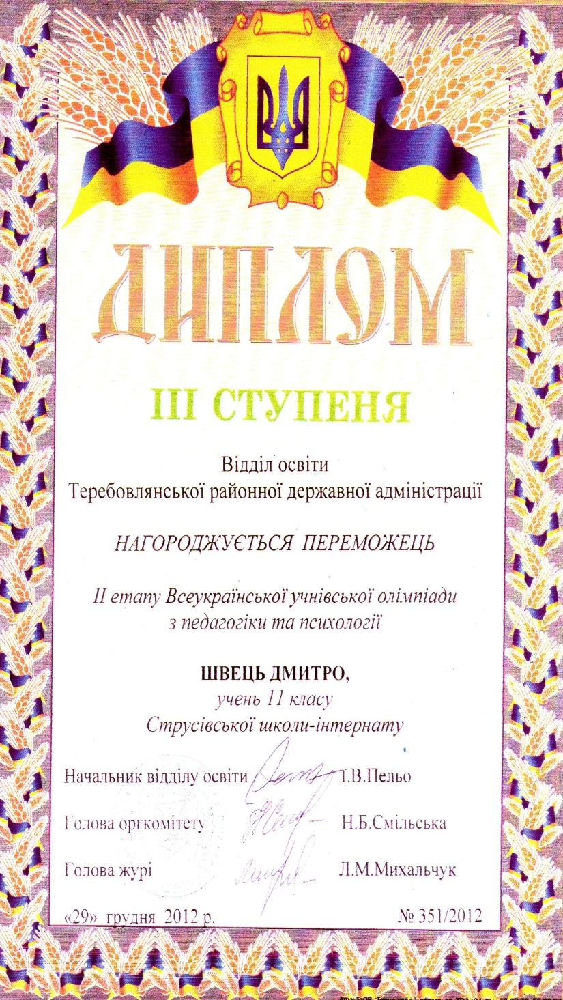 ДИПЛОМ
ІІІ СТУПЕНЯ
Відділ освіти
Теребовлянської районної державної адміністрації
НАГОРОДЖУЄТЬСЯ ПЕРЕМОЖЕЦЬ
ІІ етапу Всеукраїнської учнівської олімпіади
з педагогіки та психології
ШВЕЦЬ ДМИТРО,
учень 11 класу
Струсівської школи-інтернату
Начальник відділу освіти І.В.Пельо
Голова оргкомітету Н.Б.Смільська
Голова журі Л.М.Михальчук
«29» грудня 2012 р. № 351/2012